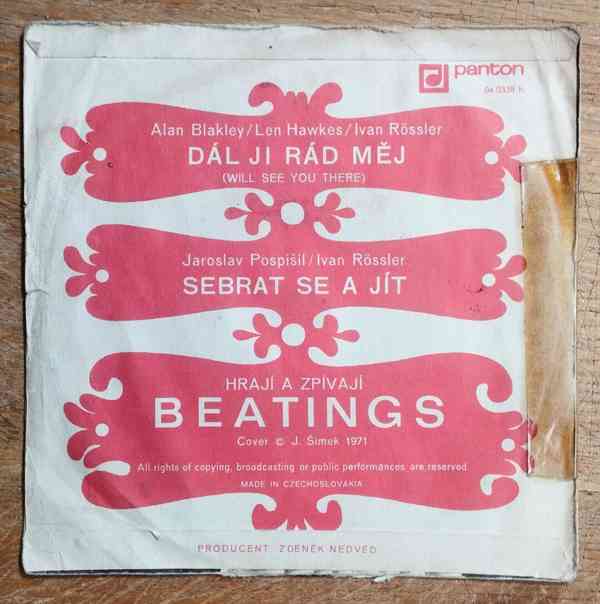 panton
04 0338 h
Alan Blakley/Len Hawkes/Ivan Rössler
DÁL JI RÁD MĚJ
(WILL SEE YOU THERE)
Jaroslav Pospíšil/Ivan Rössler
SEBRAT SE A JÍT
HRAJÍ A ZPÍVAJÍ
BEATINGS
Cover © J. Šimek 1971
All rights of copying, broadcasting or public performances are reserved
MADE IN CZECHOSLOVAKIA
PRODUCENT ZDENĚK NEDVĚD